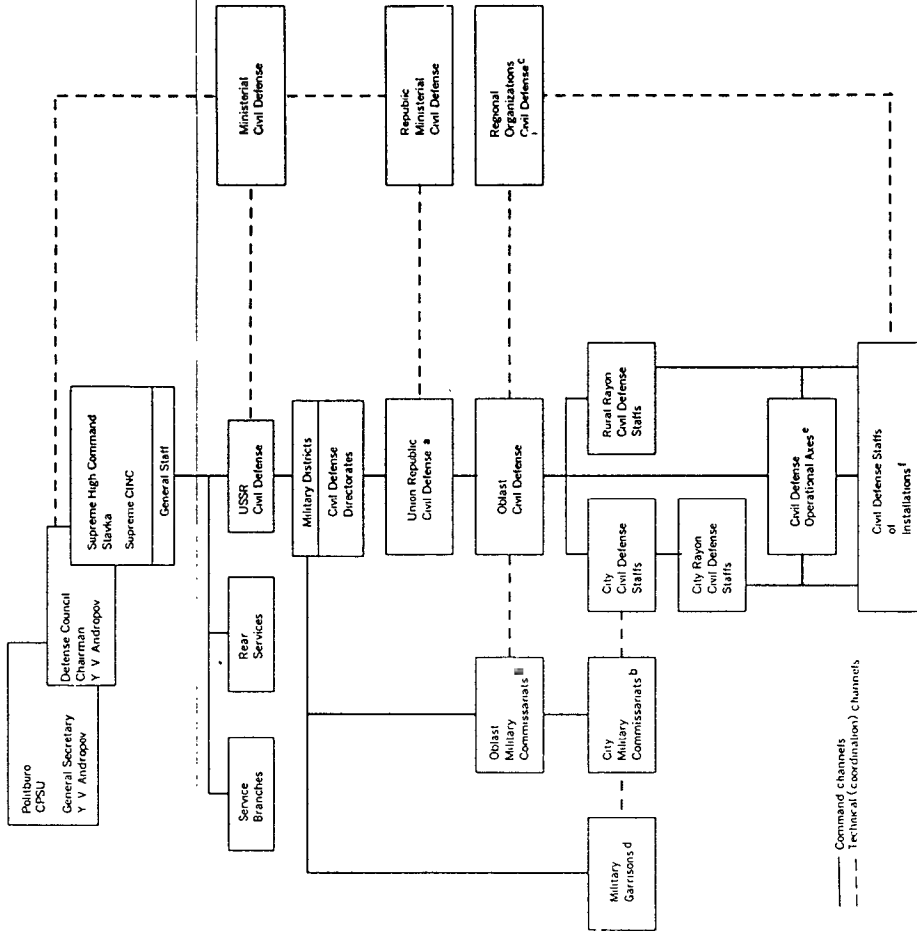 Politburo
CPSU
General Secretary
Y V Andropov
Defense Council
Chairman
Y V Andropov
Supreme High Command
Stavka
Supreme CINC
General Staff
Service
Branches
Rear
Services
USSR
Civil Defense
Ministerial
Civil Defense
Military Districts
Civil Defense
Directorates
Union Republic
Civil Defense a
Republic
Ministerial
Civil Defense
Oblast
Military
Commissariats
Oblast
Civil Defense
Regional
Organizations
Civil Defense c
Military
Garrisons d
City
Military
Commissariats b
City
Civil Defense
Staffs
Rural Rayon
Civil Defense
Staffs
City Rayon
Civil Defense
Staffs
Civil Defense
Operational Axes e
Civil Defense Staffs
of
Installations f
Command channels
Technical (coordination) channels